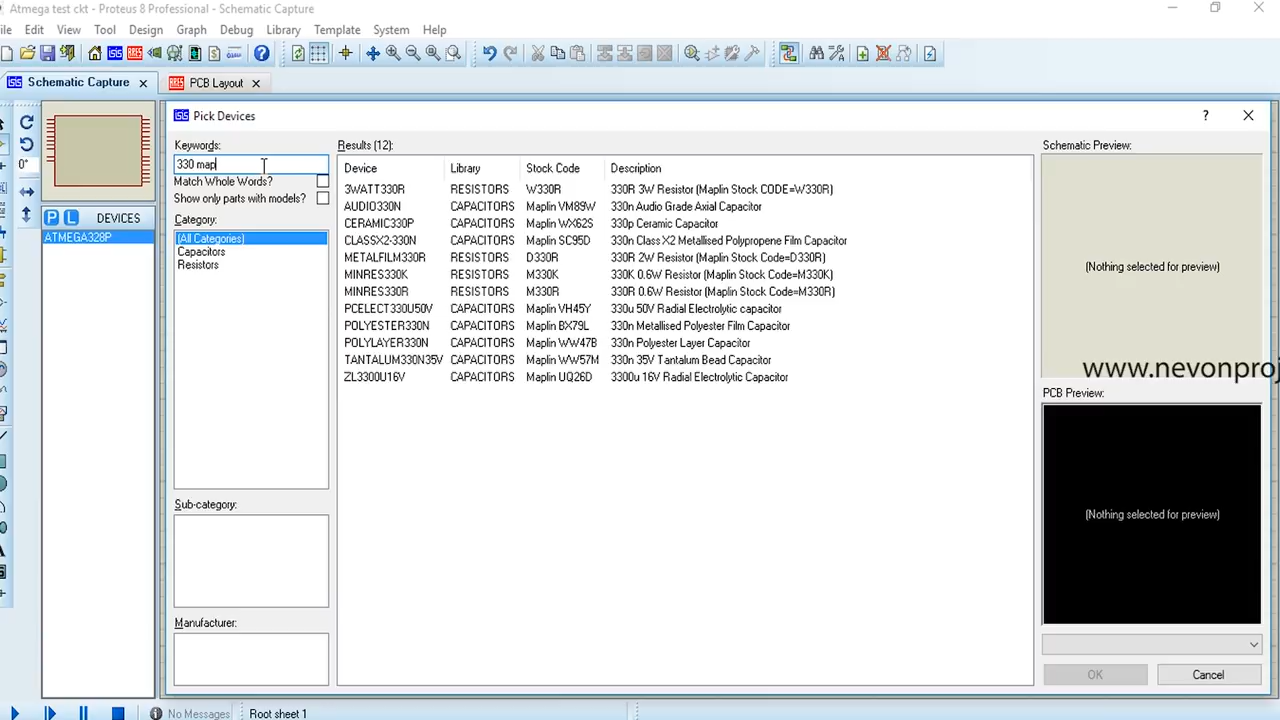 Atmega test ckt - Proteus 8 Professional - Schematic Capture
ile Edit View Tool Design Graph Debug Library Template System Help
Schematic Capture PCB Layout
Pick Devices
Keywords:
330 map
Match Whole Words?
Show only parts with models?
Category:
(All Categories)
Capacitors
Resistors
Sub-category:
Manufacturer:
0°
P L DEVICES
ATMEGA328P
Results (12):
Device Library Stock Code Description
3WATT330R RESISTORS W330R 330R 3W Resistor (Maplin Stock CODE=W330R)
AUDIO330N CAPACITORS Maplin VM89W 330n Audio Grade Axial Capacitor
CERAMIC330P CAPACITORS Maplin WX62S 330p Ceramic Capacitor
CLASSX2-330N CAPACITORS Maplin SC95D 330n Class X2 Metallised Polypropene Film Capacitor
METALFILM330R RESISTORS D330R 330R 2W Resistor (Maplin Stock Code=D330R)
MINRES330K RESISTORS M330K 330K 0.6W Resistor (Maplin Stock Code=M330K)
MINRES330R RESISTORS M330R 330R 0.6W Resistor (Maplin Stock Code=M330R)
PCELECT330U50V CAPACITORS Maplin VH45Y 330u 50V Radial Electrolytic capacitor
POLYESTER330N CAPACITORS Maplin BX79L 330n Metallised Polyester Film Capacitor
POLYLAYER330N CAPACITORS Maplin WW47B 330n Polyester Layer Capacitor
TANTALUM330N35V CAPACITORS Maplin WW57M 330n 35V Tantalum Bead Capacitor
ZL3300U16V CAPACITORS Maplin UQ26D 3300u 16V Radial Electrolytic Capacitor
Schematic Preview:
(Nothing selected for preview)
www.nevonproj
PCB Preview:
(Nothing selected for preview)
OK Cancel
No Messages Root sheet 1